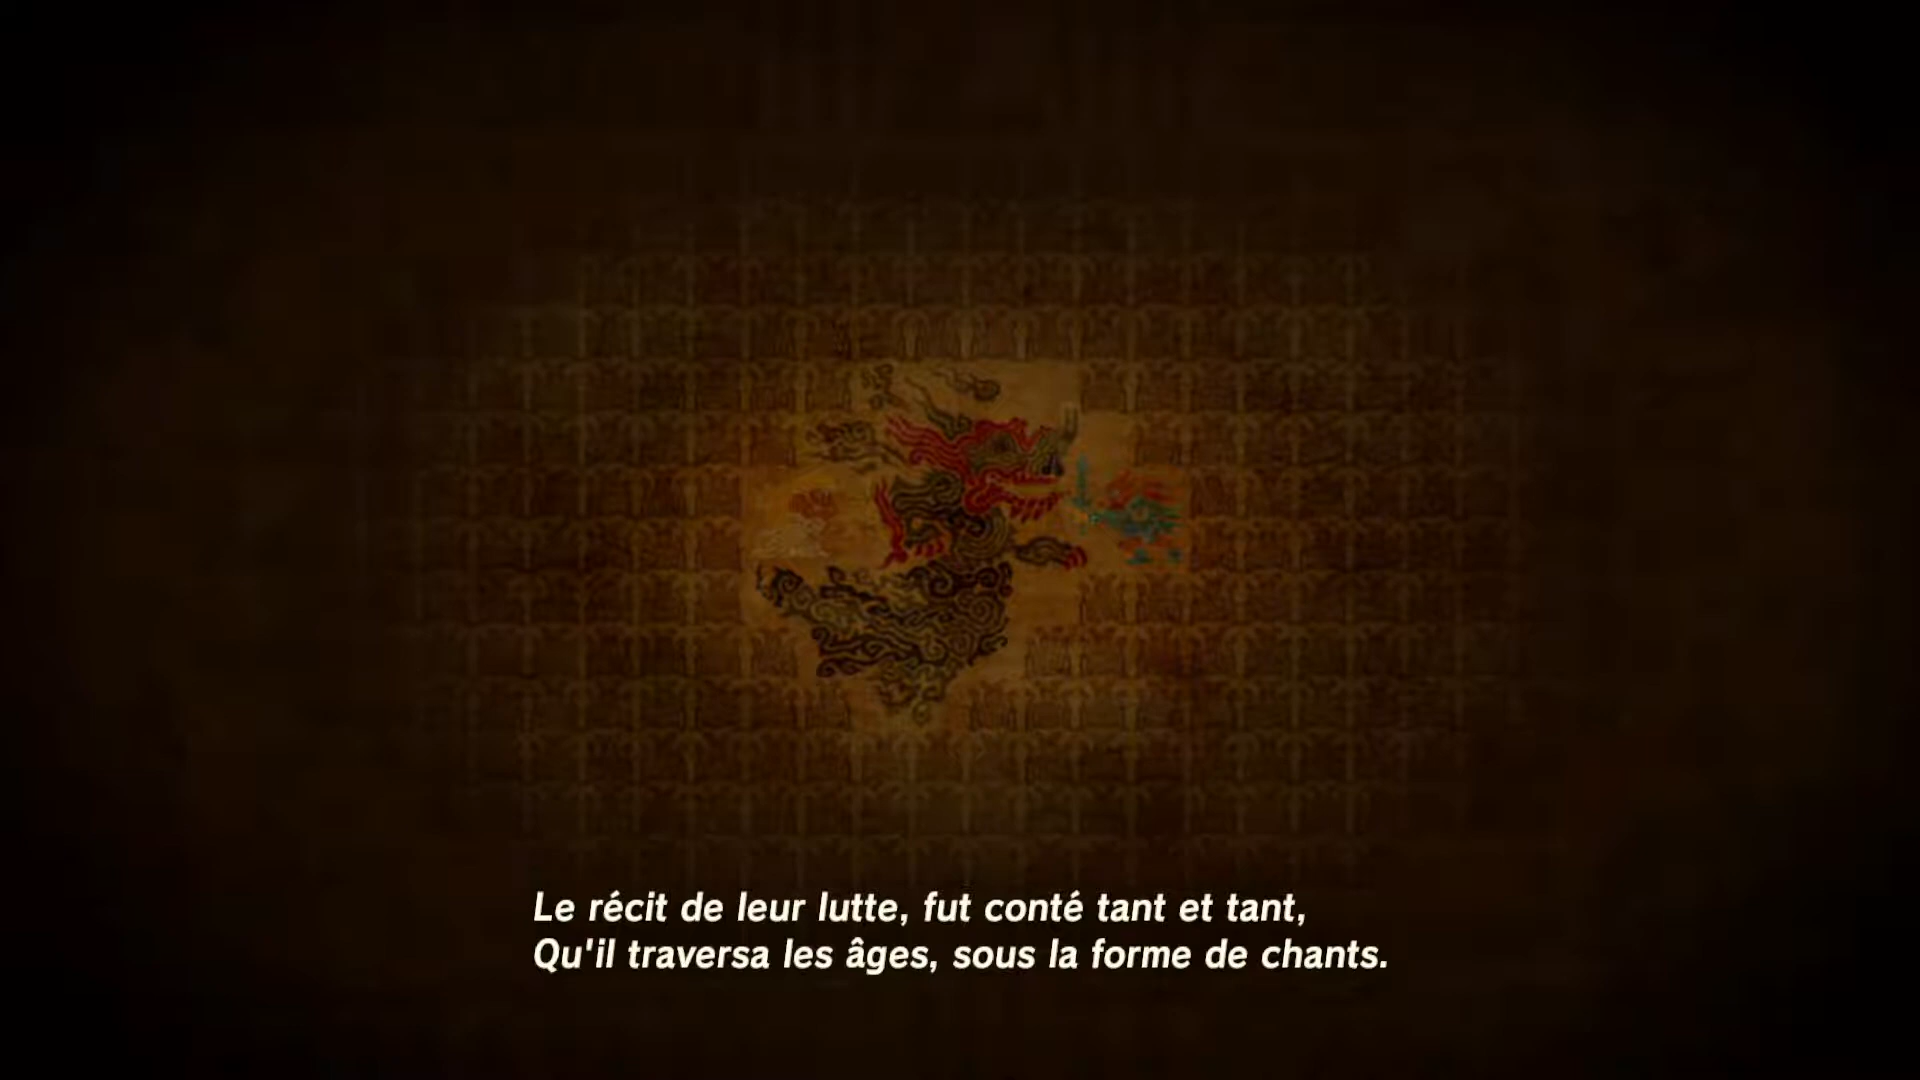 Le récit de leur lutte, fut conté tant et tant,
Qu'il traversa les âges, sous la forme de chants.